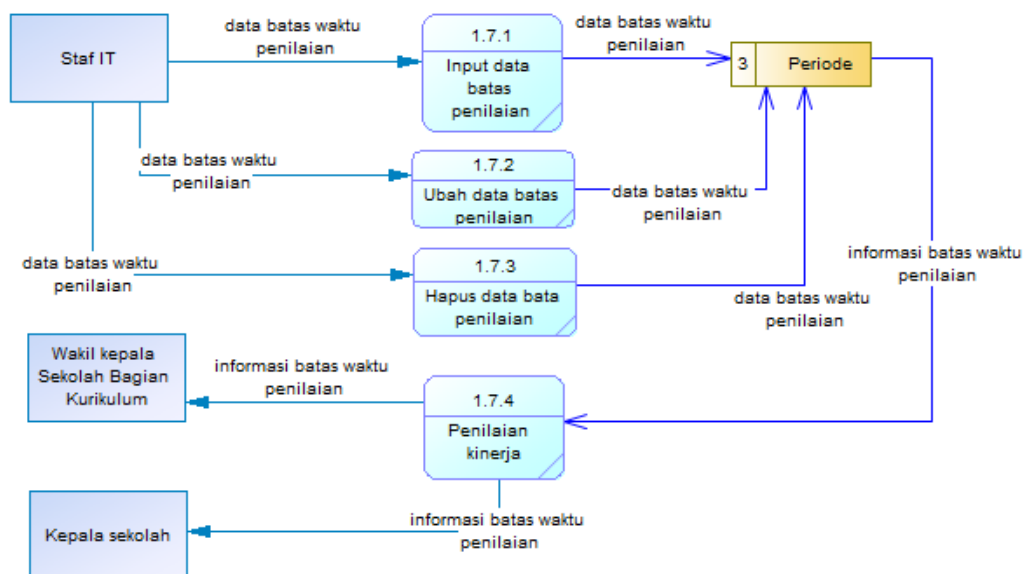 Staf IT
data batas waktu
penilaian
1.7.1
Input data
batas
penilaian
data batas waktu
penilaian
3
Periode
data batas waktu
penilaian
1.7.2
Ubah data batas
penilaian
data batas waktu
penilaian
data batas waktu
penilaian
1.7.3
Hapus data bata
penilaian
data batas waktu
penilaian
informasi batas waktu
penilaian
Wakil kepala
Sekolah Bagian
Kurikulum
informasi batas waktu
penilaian
1.7.4
Penilaian
kinerja
Kepala sekolah
informasi batas waktu
penilaian